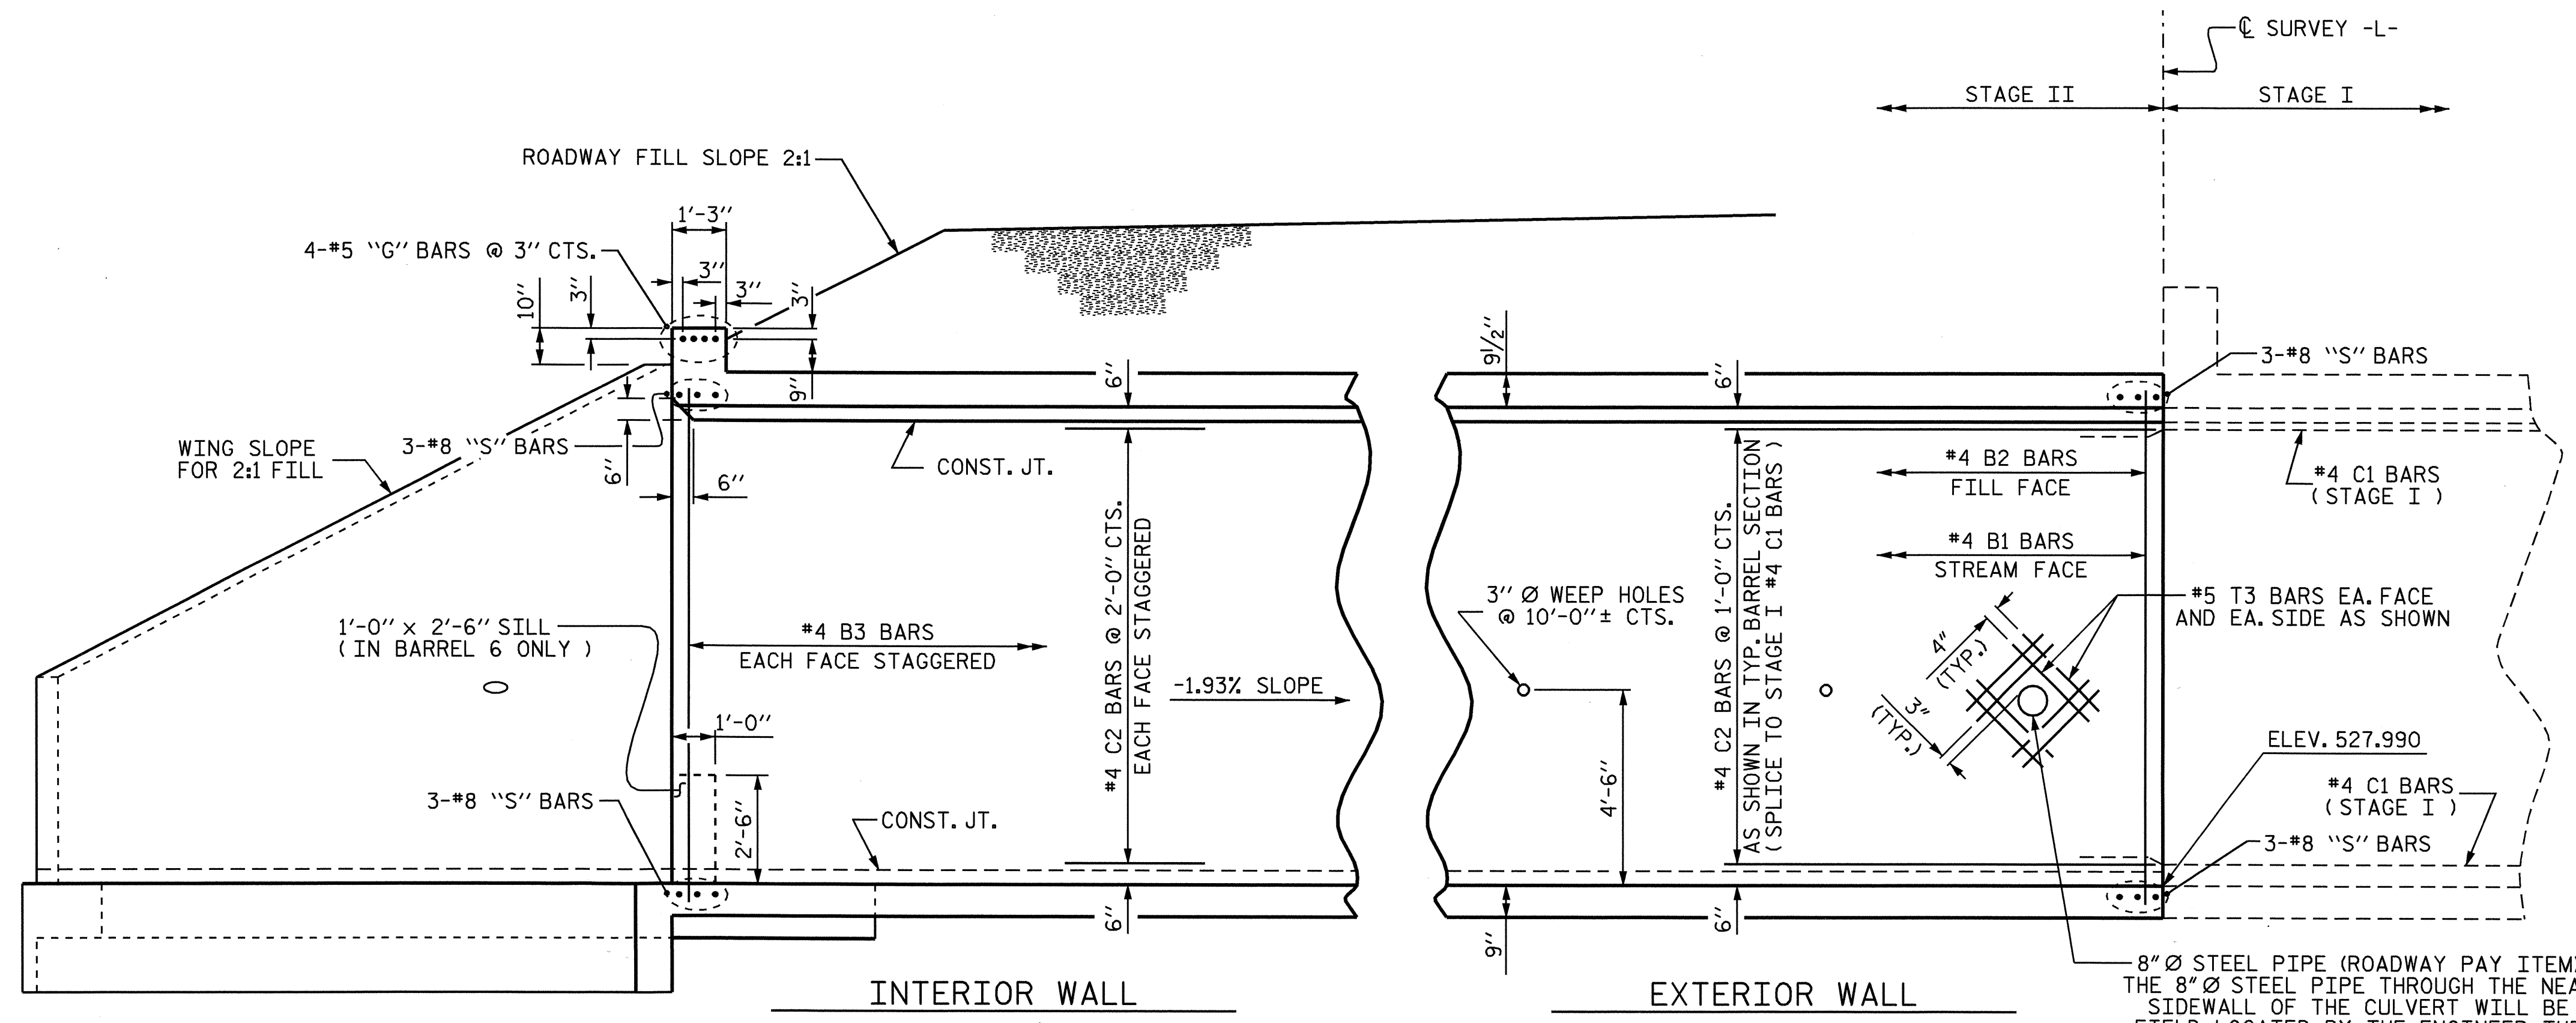 ℄ SURVEY -L-
STAGE II
STAGE I
ROADWAY FILL SLOPE 2:1
1'-3"
4-#5 "G" BARS @ 3" CTS.
3"
3"
10"
3"
3"
9"
6"
9½"
6"
3-#8 "S" BARS
WING SLOPE
FOR 2:1 FILL
3-#8 "S" BARS
6"
6"
CONST. JT.
#4 B2 BARS
FILL FACE
#4 C1 BARS
( STAGE I )
#4 B1 BARS
STREAM FACE
#4 C2 BARS @ 2'-0" CTS.
EACH FACE STAGGERED
#4 C2 BARS @ 1'-0" CTS.
AS SHOWN IN TYP. BARREL SECTION
( SPLICE TO STAGE I #4 C1 BARS )
3" Ø WEEP HOLES
@ 10'-0"± CTS.
#5 T3 BARS EA. FACE
AND EA. SIDE AS SHOWN
1'-0" x 2'-6" SILL
( IN BARREL 6 ONLY )
#4 B3 BARS
EACH FACE STAGGERED
4"
(TYP.)
3"
(TYP.)
-1.93% SLOPE
1'-0"
ELEV. 527.990
4'-6"
#4 C1 BARS
( STAGE I )
3-#8 "S" BARS
2'-6"
CONST. JT.
3-#8 "S" BARS
6"
9"
6"
8" Ø STEEL PIPE (ROADWAY PAY ITEM)
THE 8" Ø STEEL PIPE THROUGH THE
SIDEWALL OF THE CULVERT WILL BE
FIELD LOCATED BY THE ENGINEER
INTERIOR WALL
EXTERIOR WALL